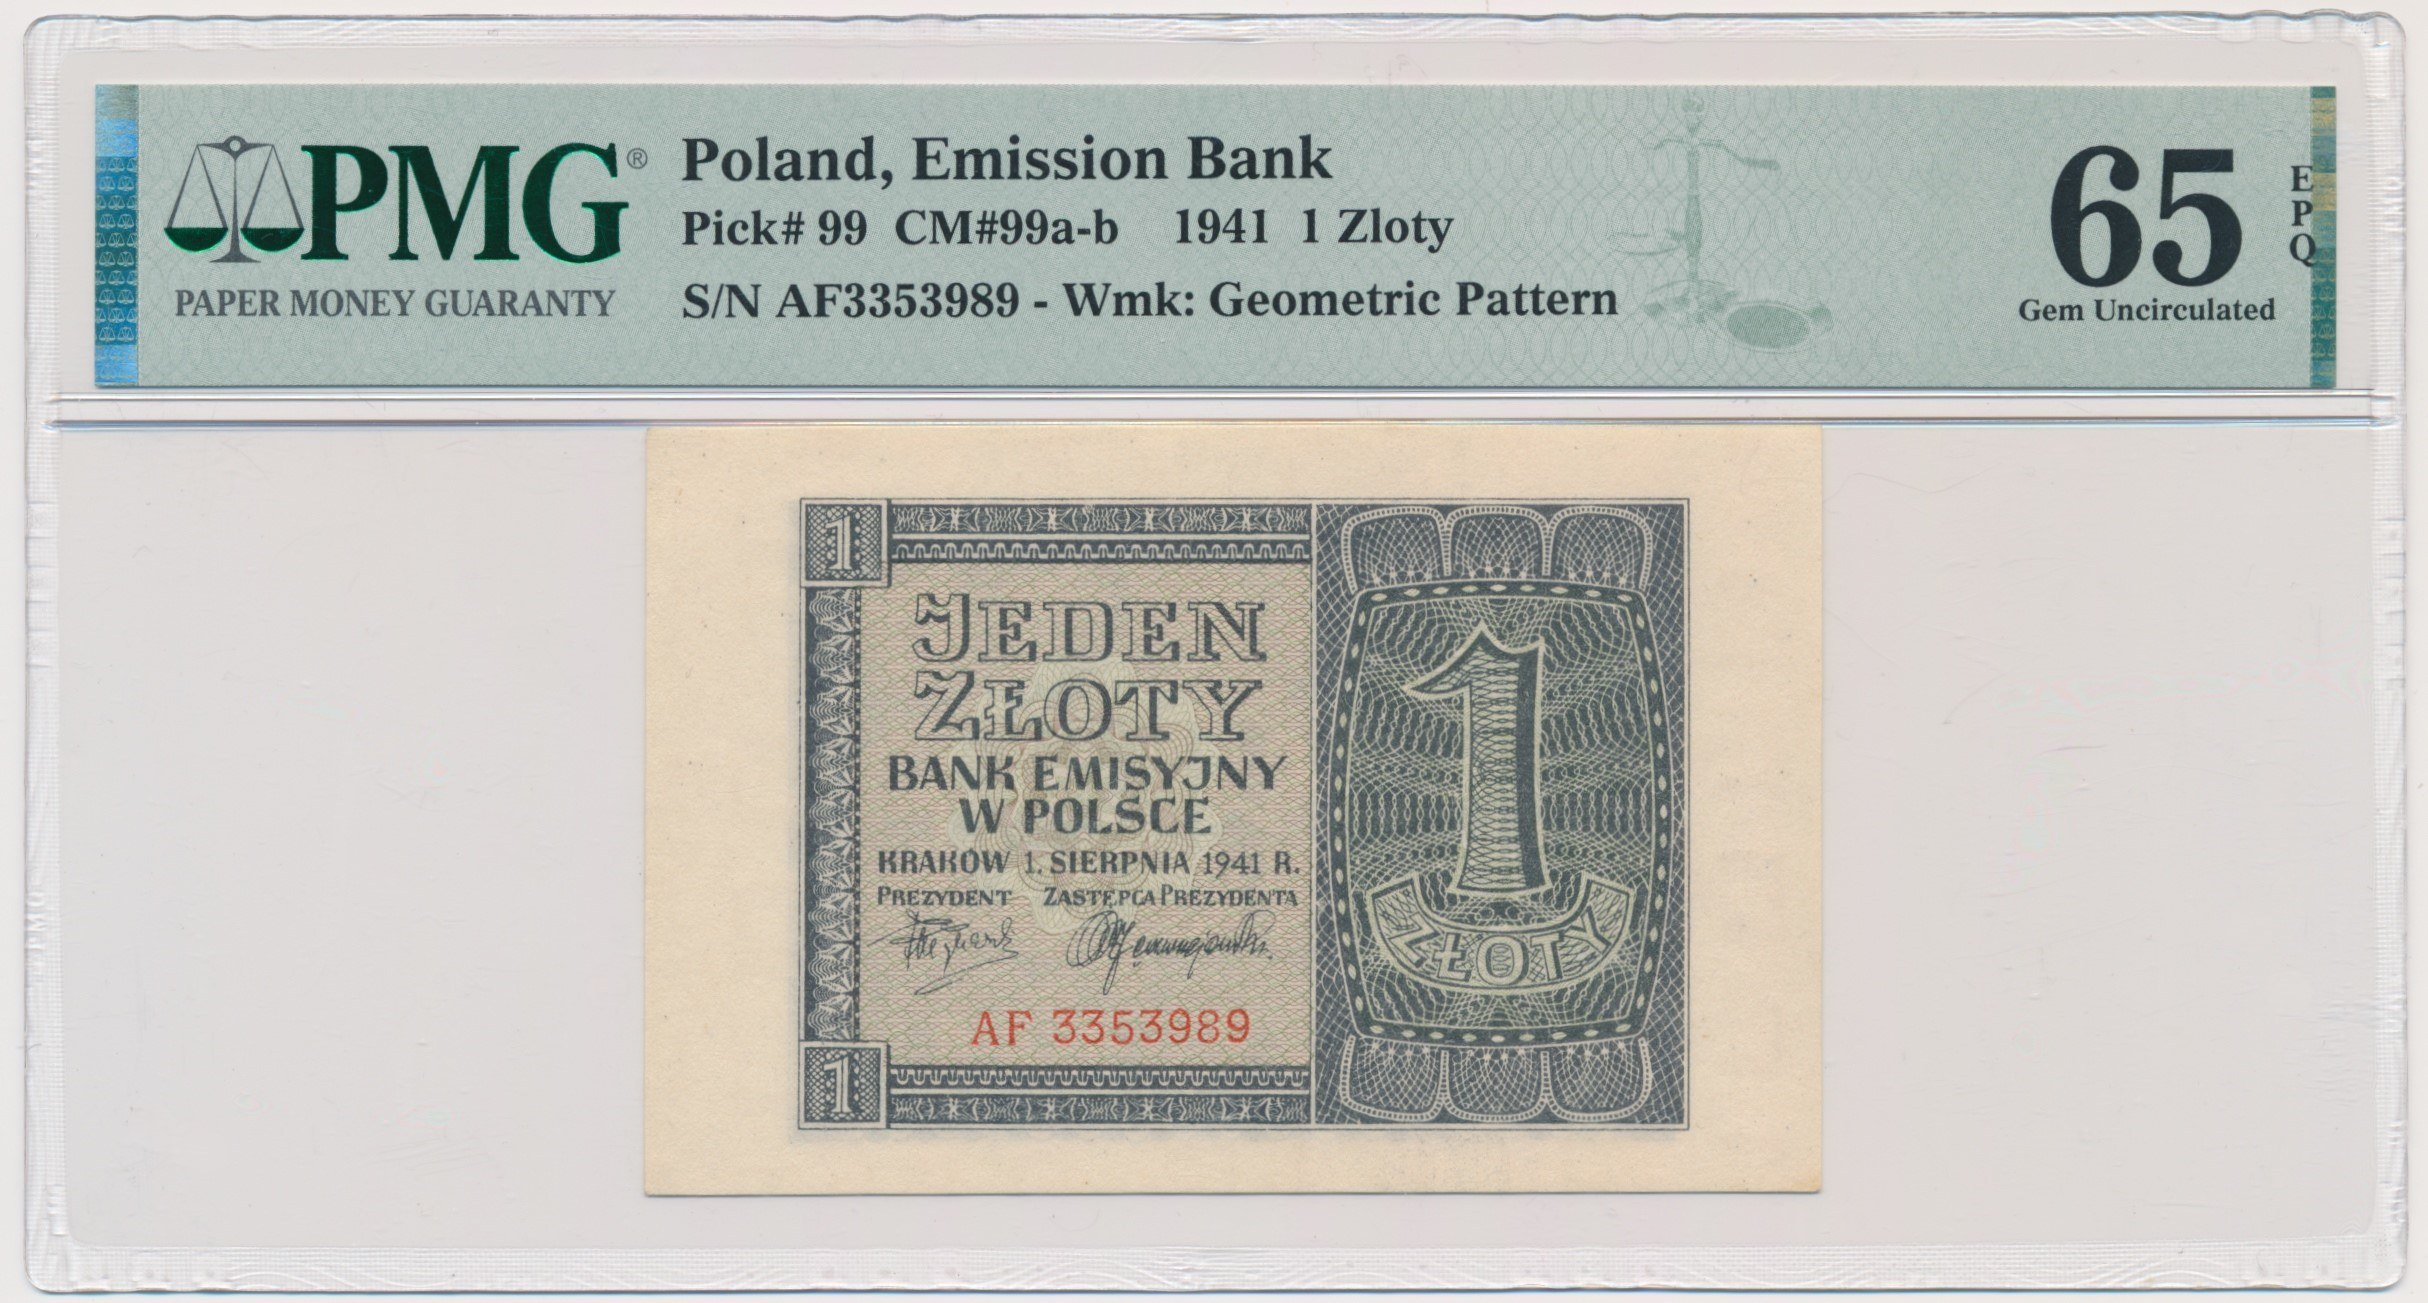 PMG®
PAPER MONEY GUARANTY
Poland, Emission Bank
Pick# 99 CM#99a-b 1941 1 Zloty
S/N AF3353989 - Wmk: Geometric Pattern
65
EPQ
Gem Uncirculated
1
JEDEN
ZŁOTY
BANK EMISYJNY
W POLSCE
KRAKÓW 1. SIERPNIA 1941 R.
PREZYDENT ZASTĘPCA PREZYDENTA
AF 3353989
1
1
ZŁOTY
PMG